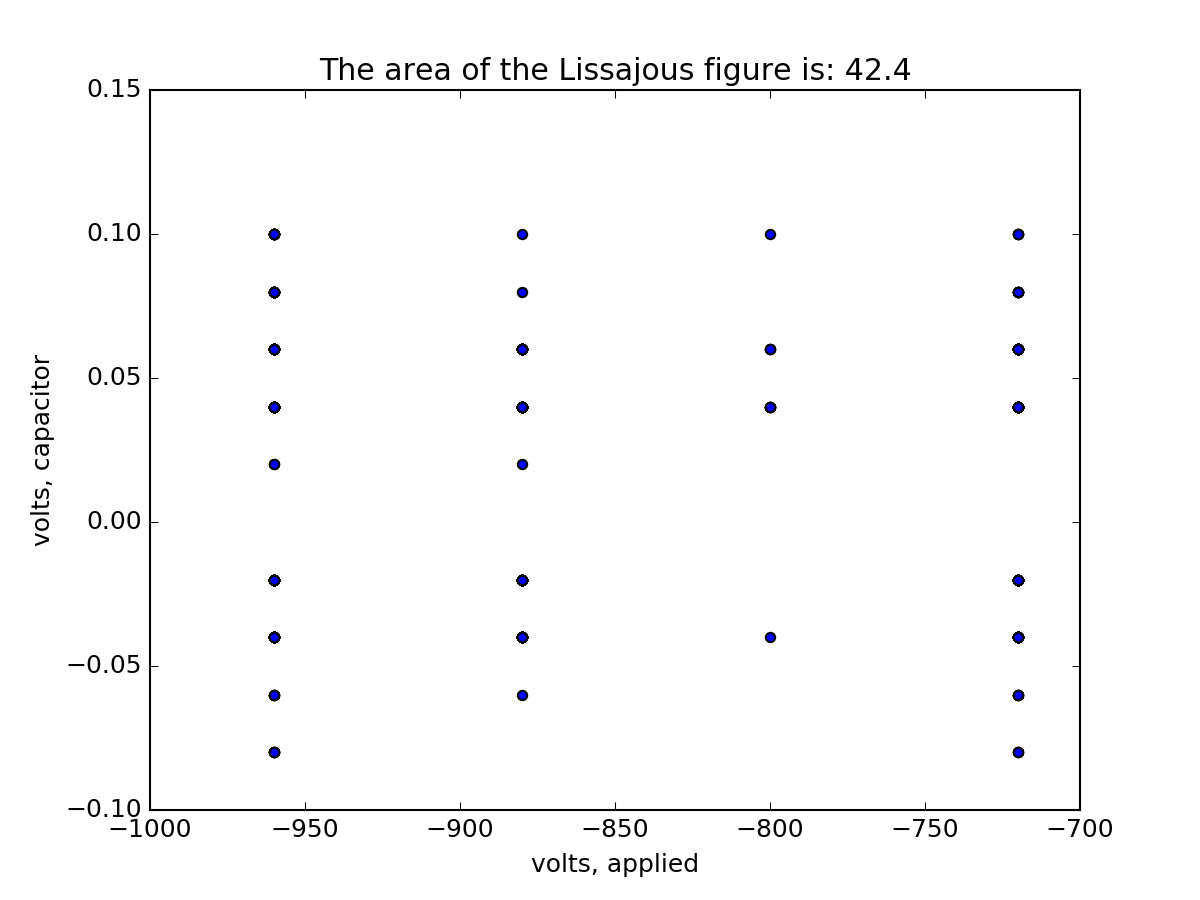 The area of the Lissajous figure is: 42.4
0.15
0.10
0.05
0.00
−0.05
−0.10
volts, capacitor
−1000 −950 −900 −850 −800 −750 −700
volts, applied